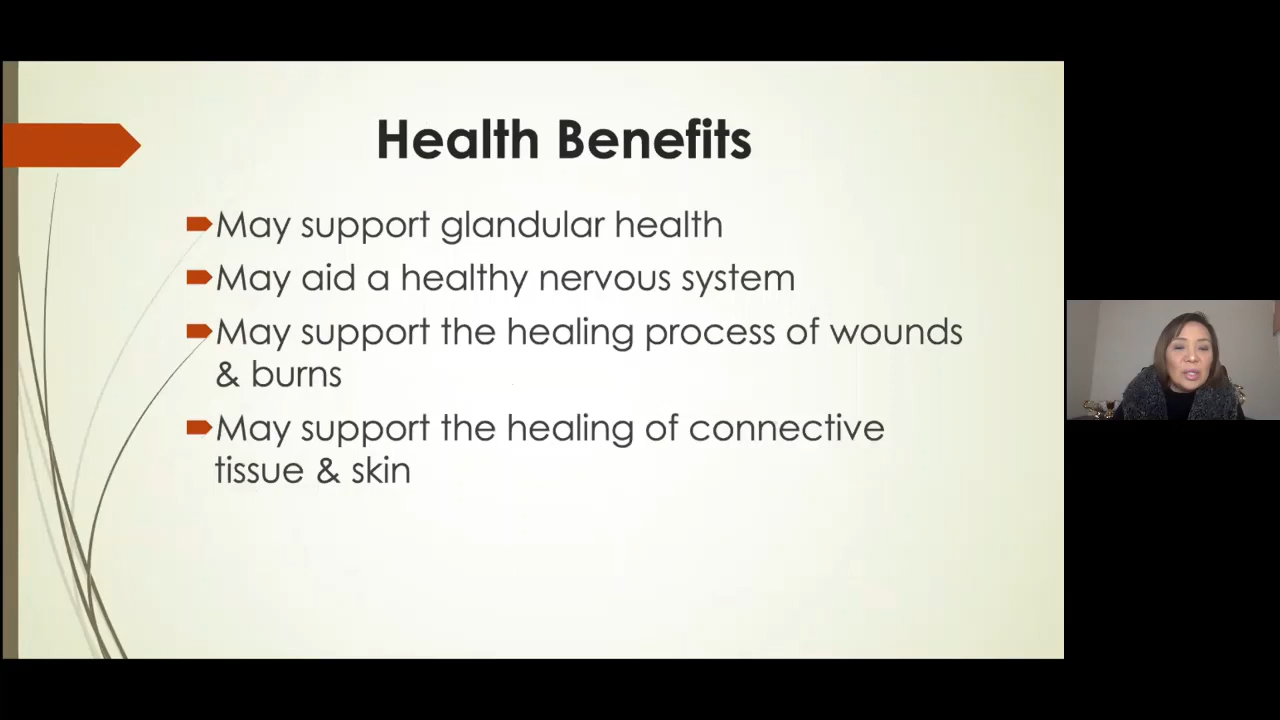 Health Benefits
May support glandular health
May aid a healthy nervous system
May support the healing process of wounds
& burns
May support the healing of connective
tissue & skin